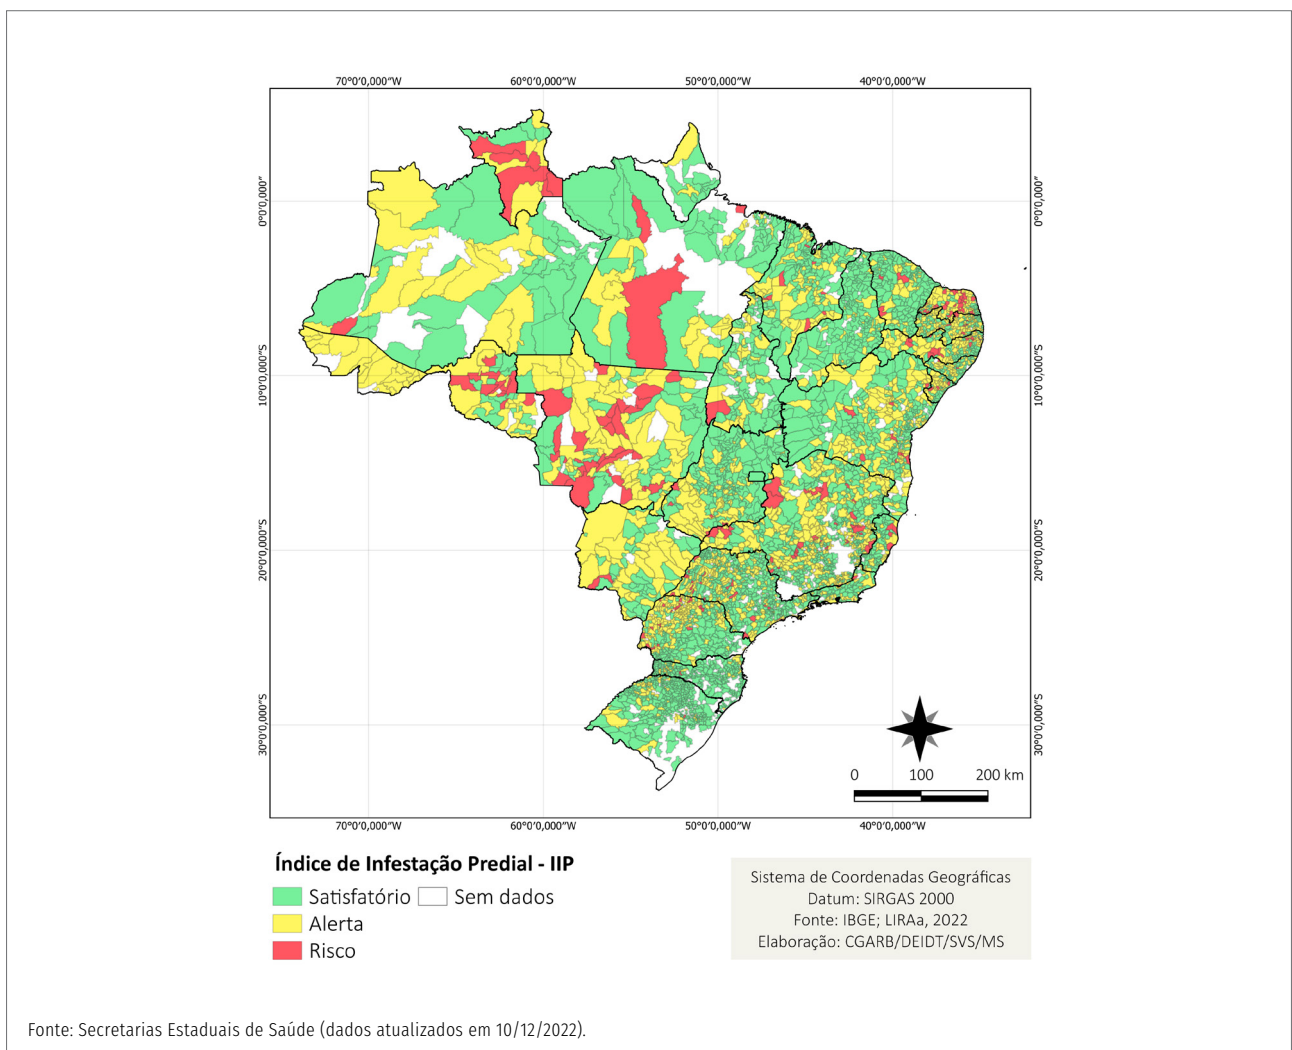 70°0'0,000"W 60°0'0,000"W 50°0'0,000"W 40°0'0,000"W
0°0'0,000" 0°0'0,000"
10°0'0,000"S 10°0'0,000"S
20°0'0,000"S 20°0'0,000"S
30°0'0,000"S 30°0'0,000"S
0 100 200 km
70°0'0,000"W 60°0'0,000"W 50°0'0,000"W 40°0'0,000"W
Índice de Infestação Predial - IIP
Satisfatório Sem dados
Alerta
Risco
Sistema de Coordenadas Geográficas
Datum: SIRGAS 2000
Fonte: IBGE; LIRAa, 2022
Elaboração: CGARB/DEIDT/SVS/MS
Fonte: Secretarias Estaduais de Saúde (dados atualizados em 10/12/2022).